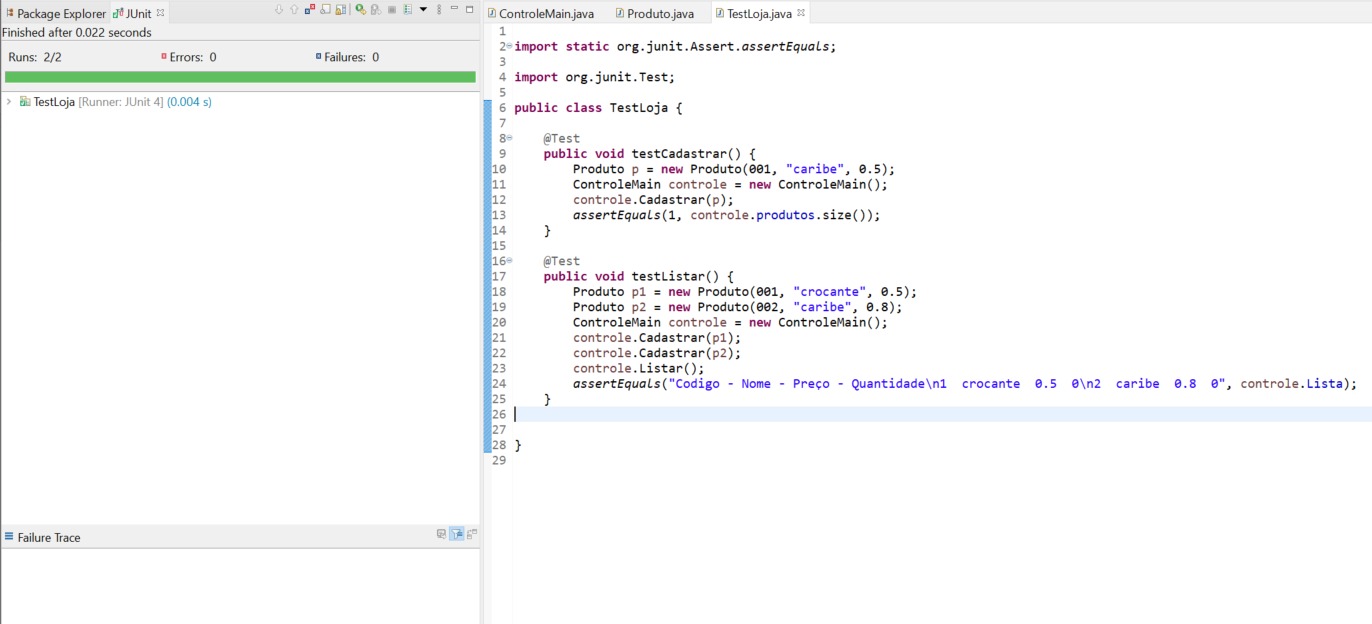 Package Explorer JUnit
Finished after 0.022 seconds
Runs: 2/2 Errors: 0 Failures: 0
TestLoja [Runner: JUnit 4] (0.004 s)
Failure Trace
ControleMain.java Produto.java TestLoja.java
1
2 import static org.junit.Assert.assertEquals;
3
4 import org.junit.Test;
5
6 public class TestLoja {
7
8 @Test
9 public void testCadastrar() {
10 Produto p = new Produto(001, "caribe", 0.5);
11 ControleMain controle = new ControleMain();
12 controle.Cadastrar(p);
13 assertEquals(1, controle.produtos.size());
14 }
15
16 @Test
17 public void testListar() {
18 Produto p1 = new Produto(001, "crocante", 0.5);
19 Produto p2 = new Produto(002, "caribe", 0.8);
20 ControleMain controle = new ControleMain();
21 controle.Cadastrar(p1);
22 controle.Cadastrar(p2);
23 controle.Listar();
24 assertEquals("Codigo - Nome - Preço - Quantidade\n1  crocante  0.5  0\n2  caribe  0.8  0", controle.Lista);
25 }
26
27
28 }
29